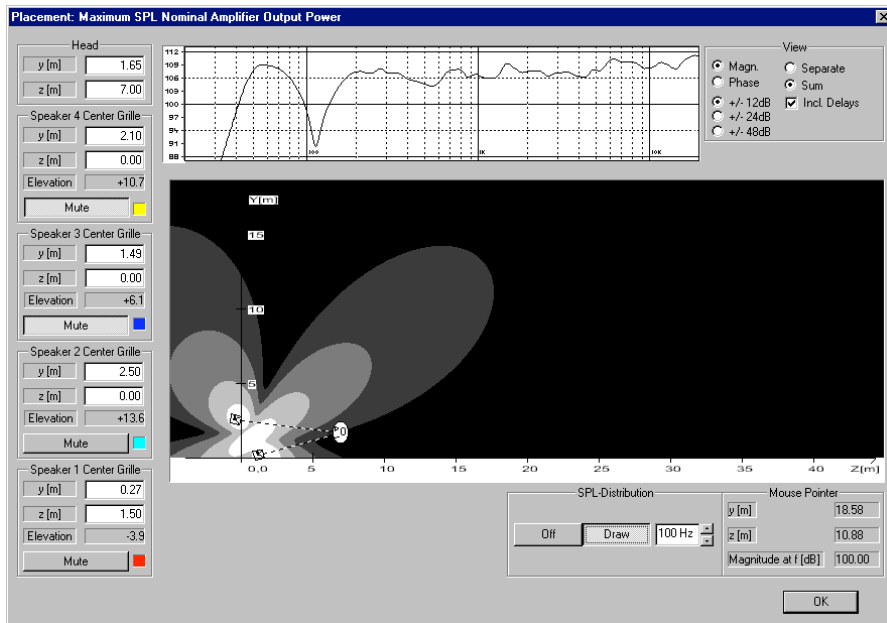 Placement: Maximum SPL Nominal Amplifier Output Power
Head
y [m] 1.65
z [m] 7.00
Speaker 4 Center Grille
y [m] 2.10
z [m] 0.00
Elevation +10.7
Mute
Speaker 3 Center Grille
y [m] 1.49
z [m] 0.00
Elevation +6.1
Mute
Speaker 2 Center Grille
y [m] 2.50
z [m] 0.00
Elevation +13.6
Mute
Speaker 1 Center Grille
y [m] 0.27
z [m] 1.50
Elevation -3.9
Mute
112
109
106
103
100
97
94
91
88
100 1K 10K
View
Magn. Separate
Phase Sum
+/- 12dB Incl. Delays
+/- 24dB
+/- 48dB
Y[m]
15
10
5
0,0 5 10 15 20 25 30 35 40 Z[m]
SPL-Distribution
Off Draw 100 Hz
Mouse Pointer
y [m] 18.58
z [m] 10.88
Magnitude at f [dB] 100.00
OK